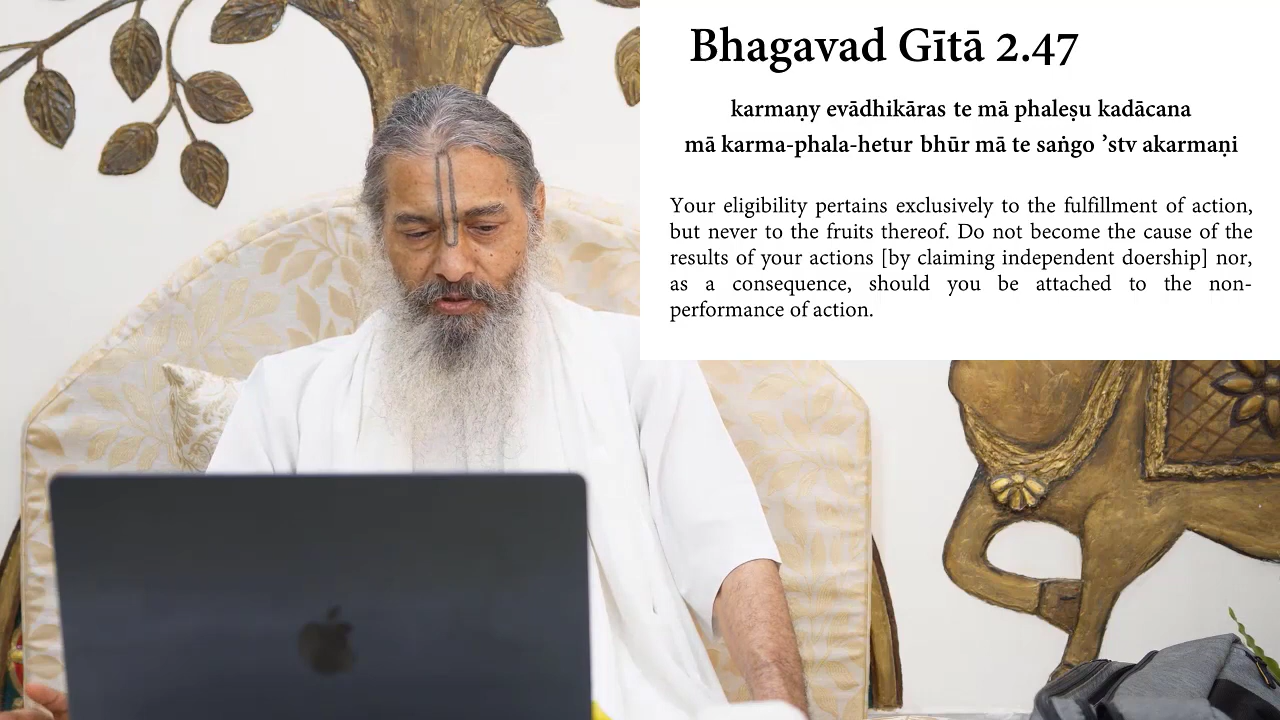 Bhagavad Gītā 2.47
karmaṇy evādhikāras te mā phaleṣu kadācana
mā karma-phala-hetur bhūr mā te saṅgo ’stv akarmaṇi
Your eligibility pertains exclusively to the fulfillment of action,
but never to the fruits thereof. Do not become the cause of the
results of your actions [by claiming independent doership] nor,
as a consequence, should you be attached to the non-
performance of action.